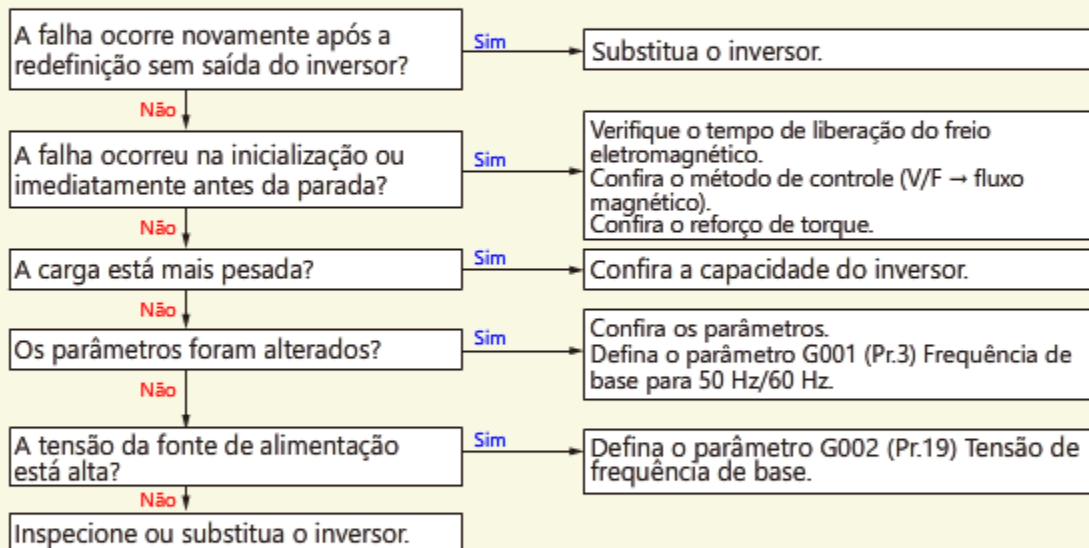 A falha ocorre novamente após a
redefinição sem saída do inversor?
Sim
Substitua o inversor.
Não
A falha ocorreu na inicialização ou
imediatamente antes da parada?
Sim
Verifique o tempo de liberação do freio
eletromagnético.
Confira o método de controle (V/F → fluxo
magnético).
Confira o reforço de torque.
Não
A carga está mais pesada?
Sim
Confira a capacidade do inversor.
Não
Os parâmetros foram alterados?
Sim
Confira os parâmetros.
Defina o parâmetro G001 (Pr.3) Frequência de
base para 50 Hz/60 Hz.
Não
A tensão da fonte de alimentação
está alta?
Sim
Defina o parâmetro G002 (Pr.19) Tensão de
frequência de base.
Não
Inspecione ou substitua o inversor.